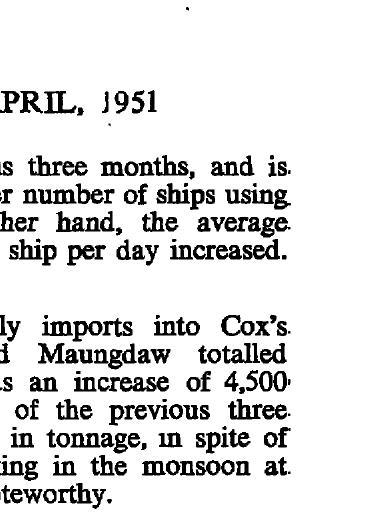 PRIL, 1951
s three months, and is
r number of ships using
her hand, the average
ship per day increased.
ly imports into Cox's
d Maungdaw totalled
s an increase of 4,500
of the previous three
in tonnage, in spite of
ing in the monsoon at
teworthy.